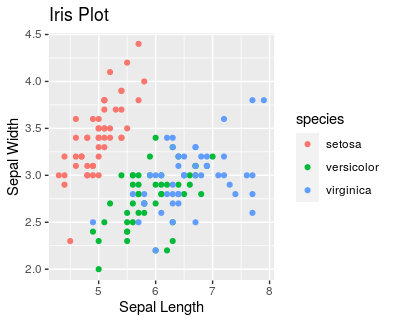 Iris Plot
4.5
4.0
3.5
3.0
2.5
2.0
Sepal Width
5
6
7
8
Sepal Length
species
setosa
versicolor
virginica